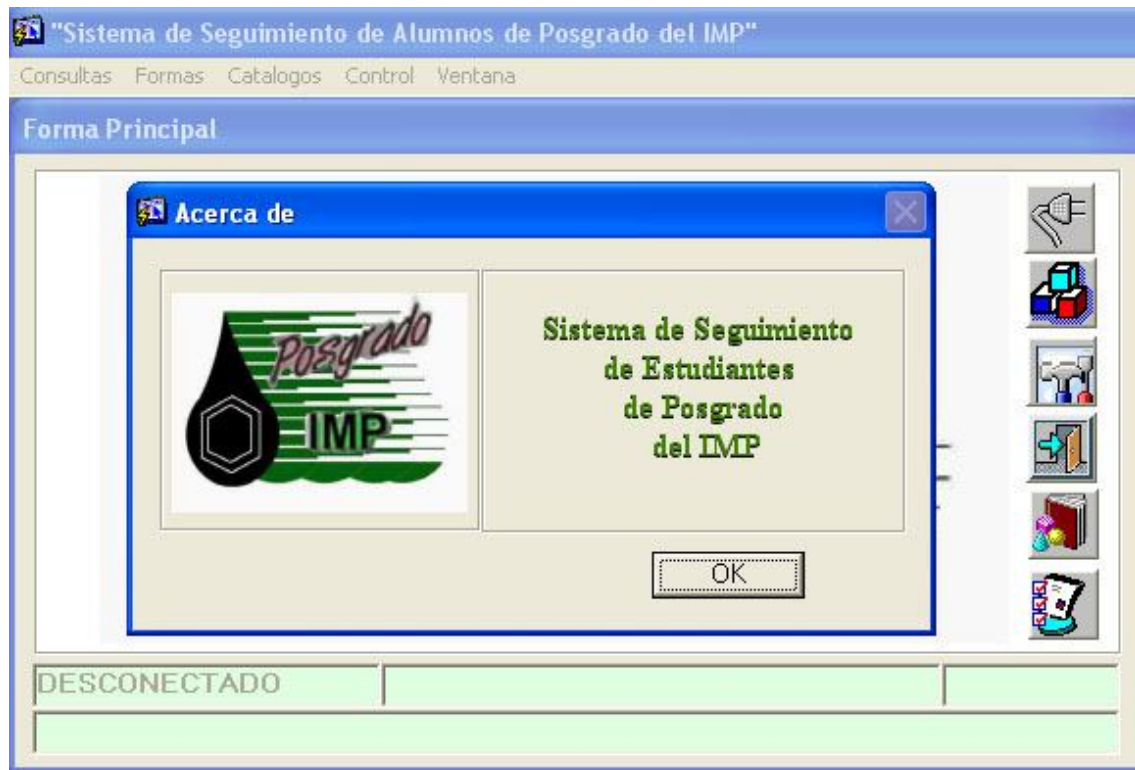 "Sistema de Seguimiento de Alumnos de Posgrado del IMP"
Consultas Formas Catalogos Control Ventana
Forma Principal
Acerca de
Posgrado
IMP
Sistema de Seguimiento
de Estudiantes
de Posgrado
del IMP
OK
DESCONECTADO